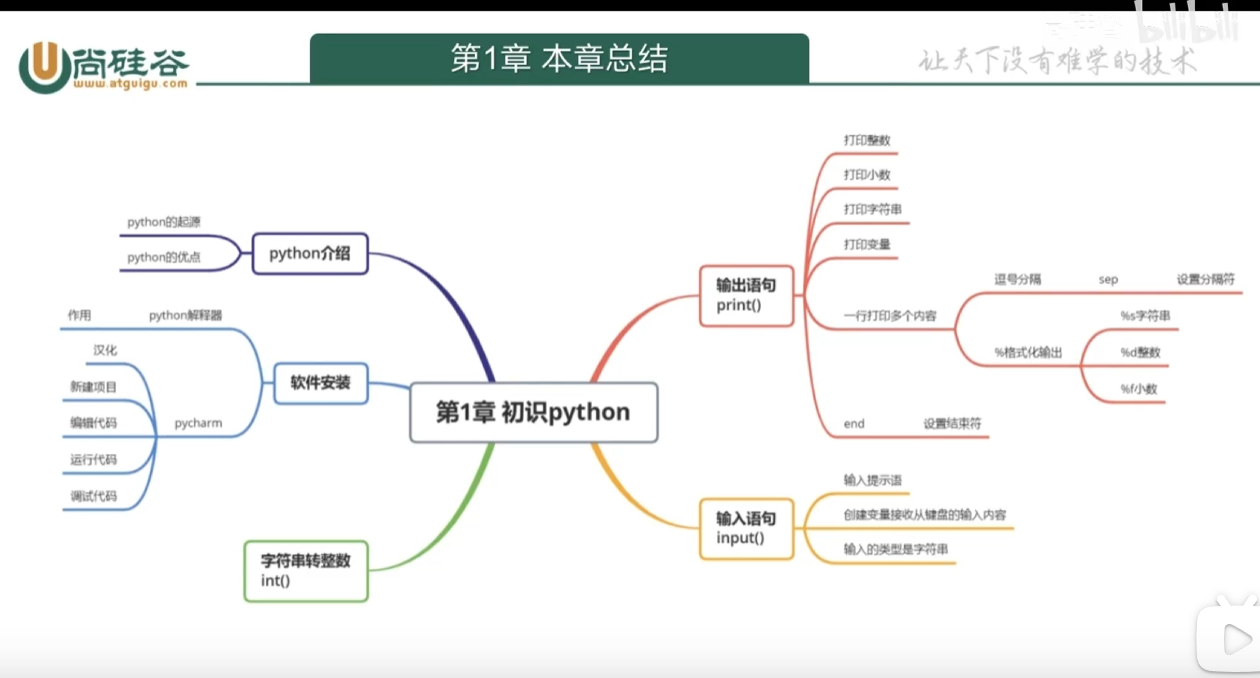 bilibili
尚硅谷
www.atguigu.com
第1章 本章总结
让天下没有难学的技术
第1章 初识python
python介绍
python的起源
python的优点
软件安装
作用
python解释器
汉化
新建项目
编辑代码
运行代码
调试代码
pycharm
字符串转整数
int()
输出语句
print()
打印整数
打印小数
打印字符串
打印变量
一行打印多个内容
逗号分隔
sep
设置分隔符
%格式化输出
%s字符串
%d整数
%f小数
end
设置结束符
输入语句
input()
输入提示语
创建变量接收从键盘的输入内容
输入的类型是字符串